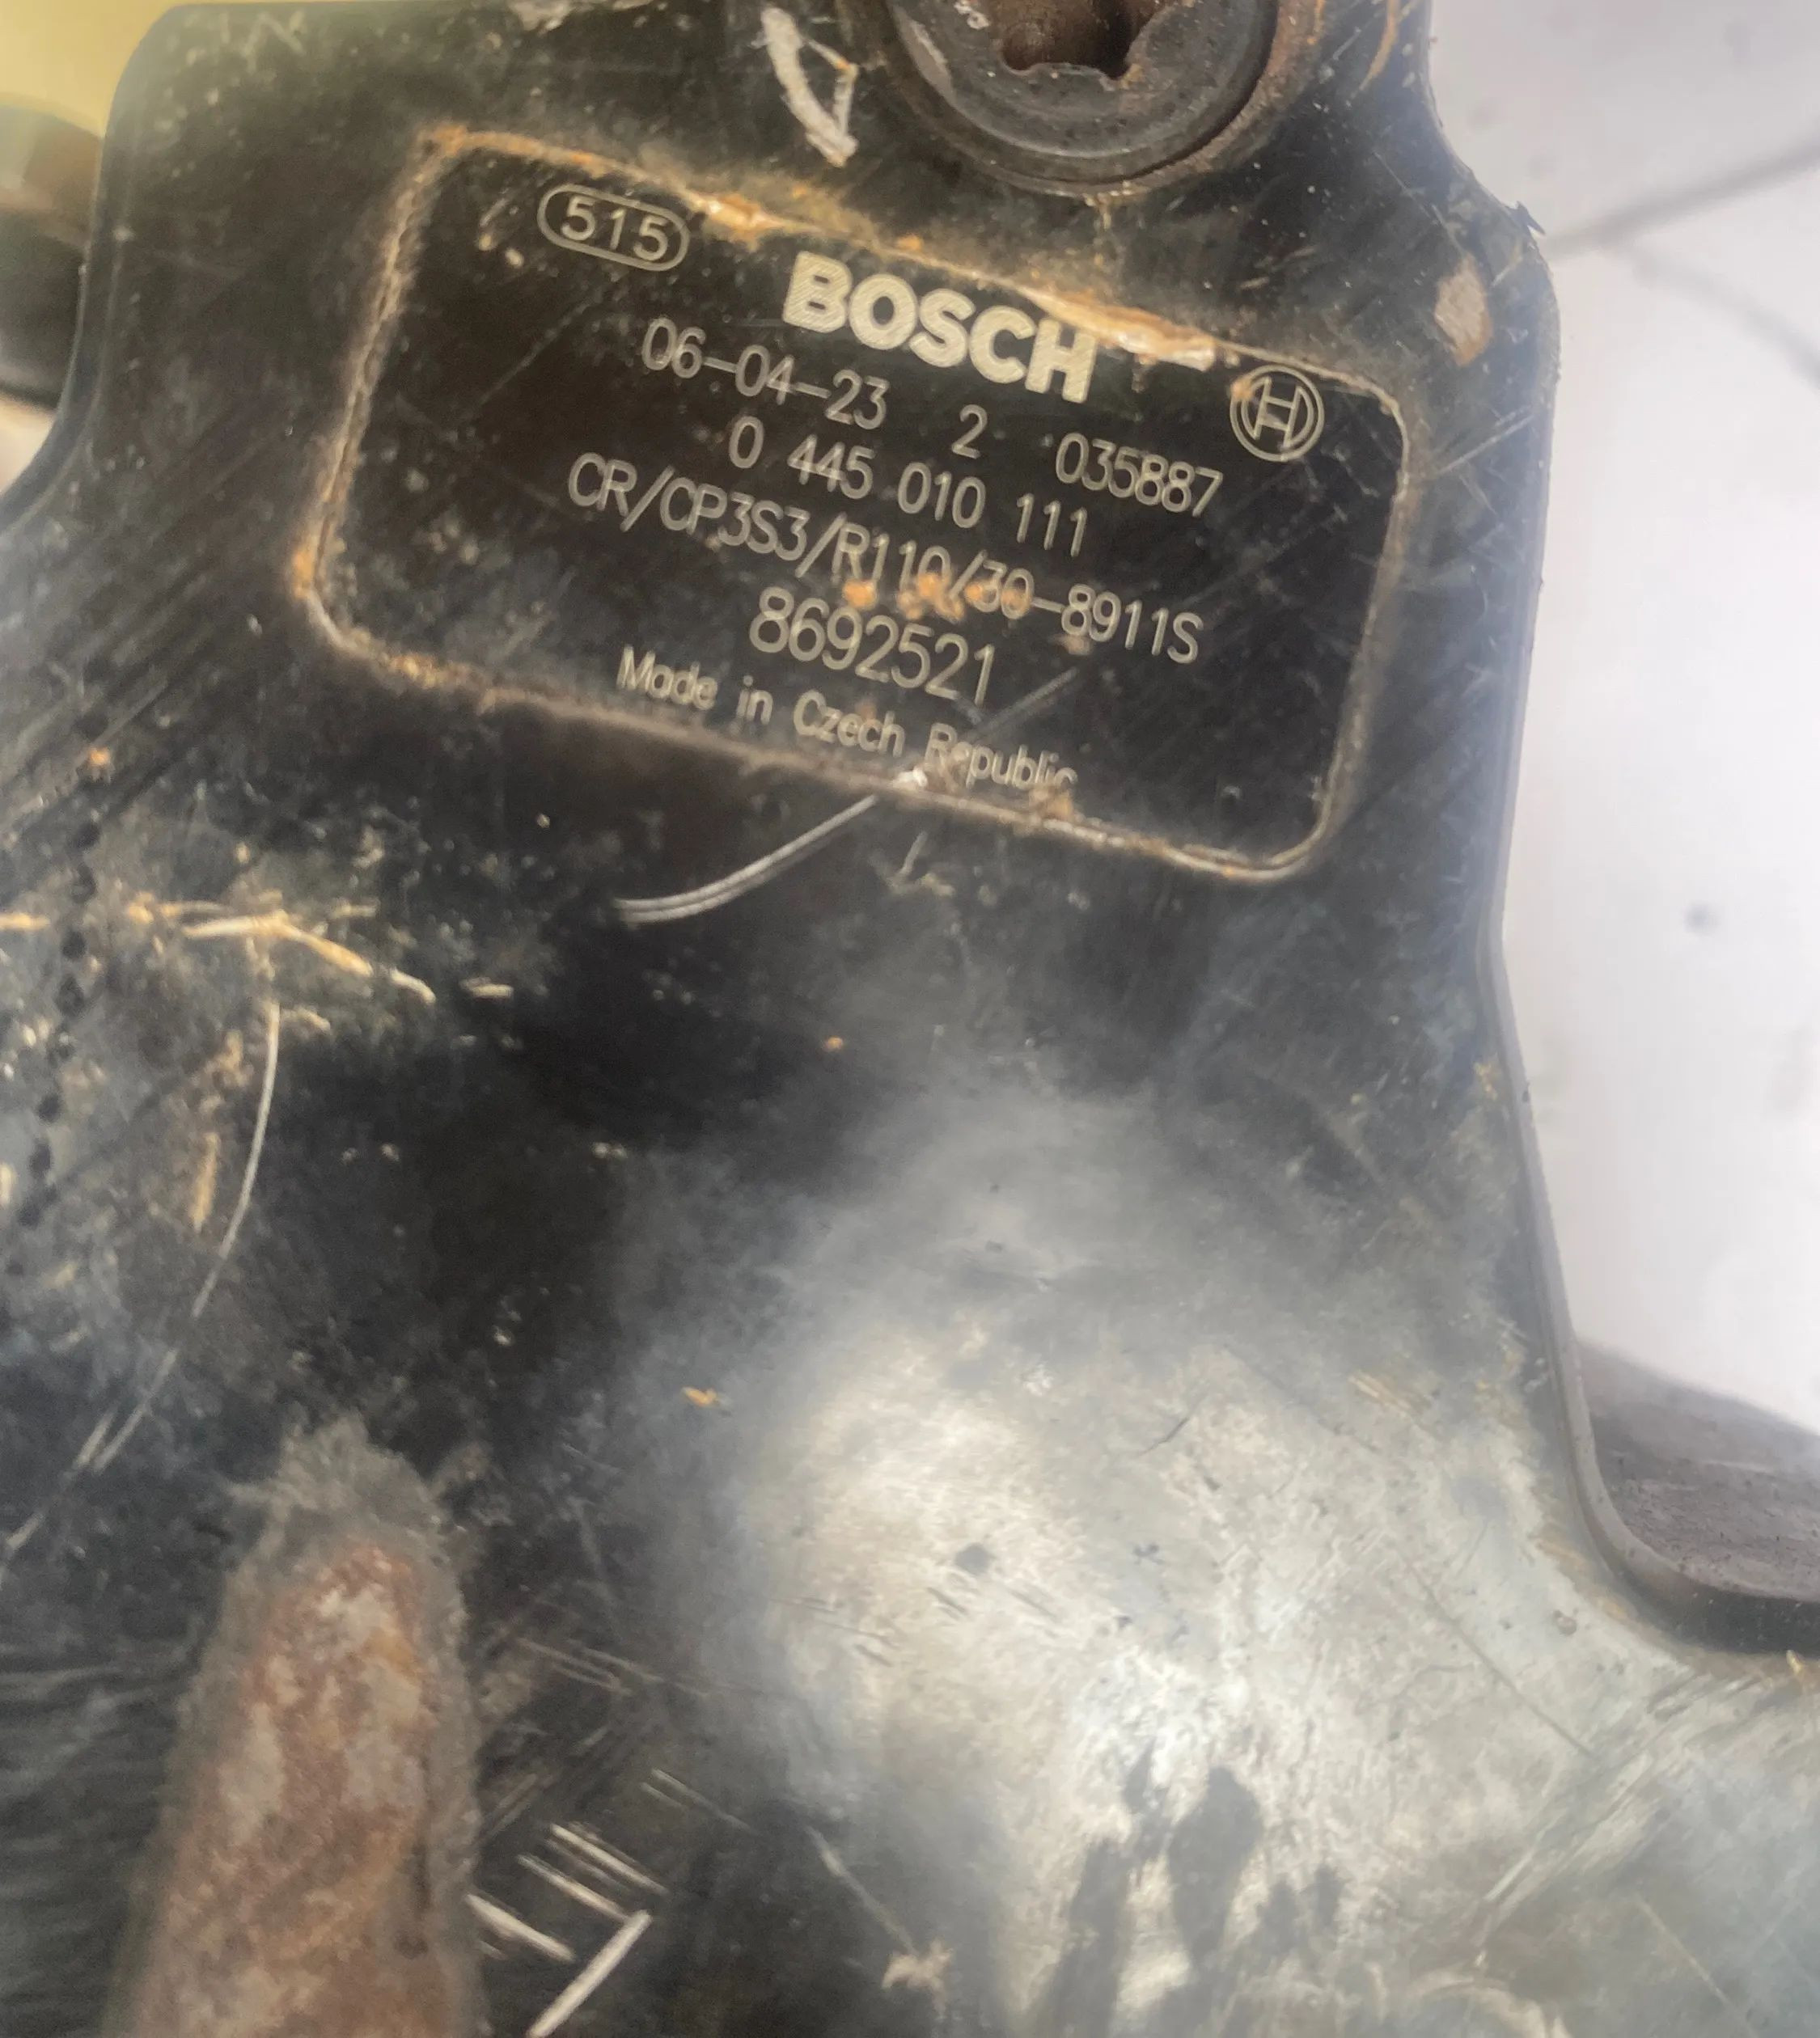 515
BOSCH
06-04-23 2 035887
0 445 010 111
CR/CP3S3/R110/30-8911S
8692521
Made in Czech Republic